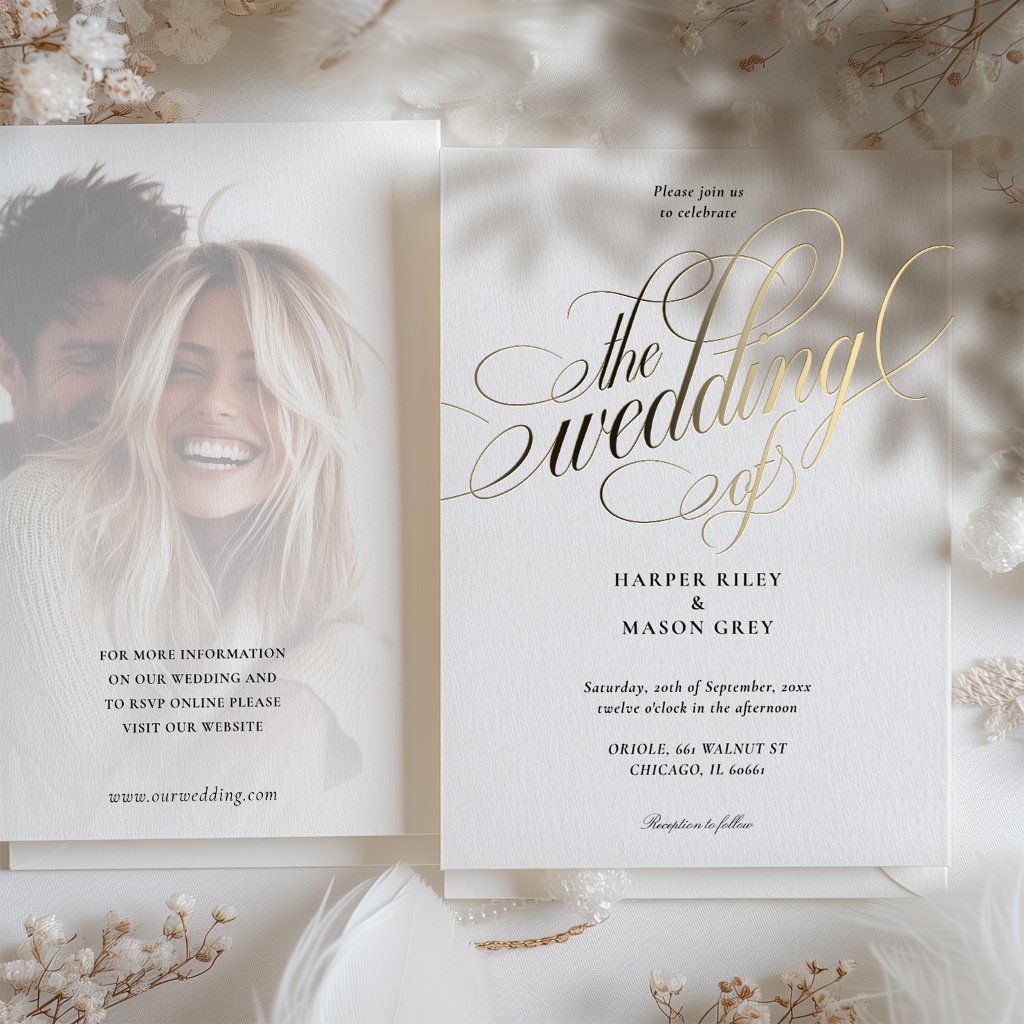 FOR MORE INFORMATION
ON OUR WEDDING AND
TO RSVP ONLINE PLEASE
VISIT OUR WEBSITE
www.ourwedding.com
Please join us
to celebrate
the
wedding
of
HARPER RILEY
&
MASON GREY
Saturday, 20th of September, 20xx
twelve o'clock in the afternoon
ORIOLE, 661 WALNUT ST
CHICAGO, IL 60661
Reception to follow